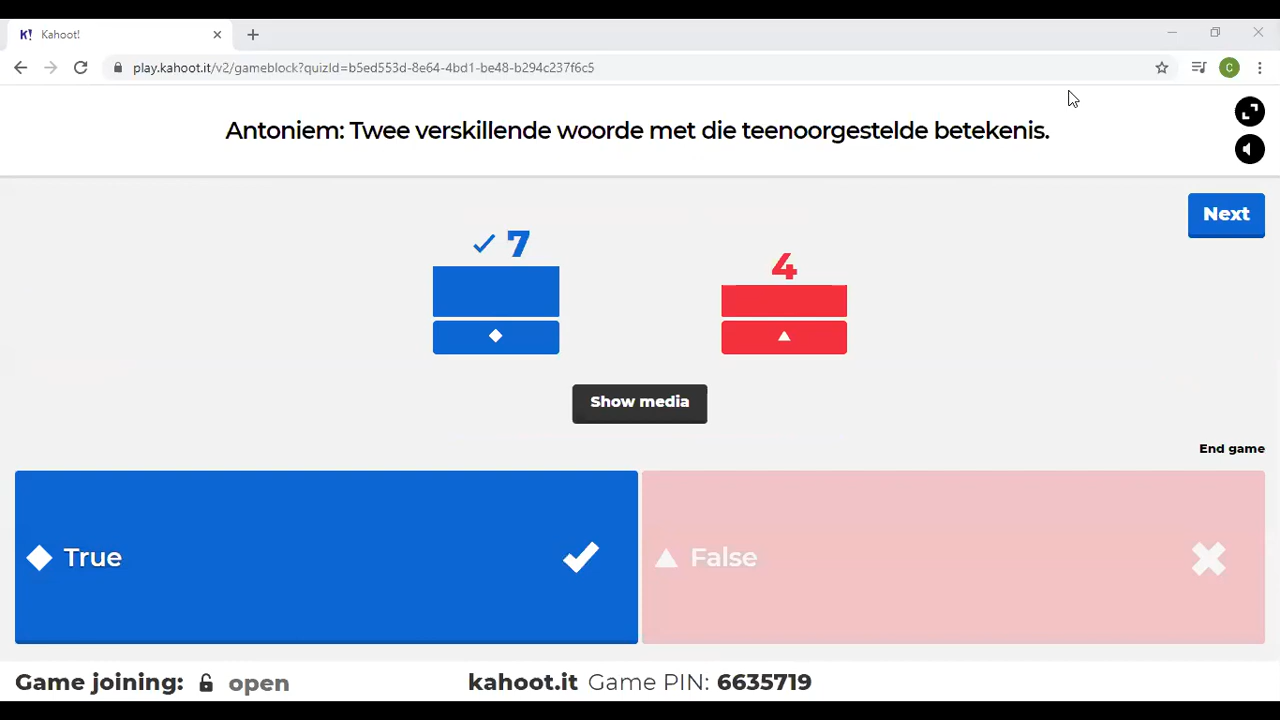 K! Kahoot!
play.kahoot.it/v2/gameblock?quizId=b5ed553d-8e64-4bd1-be48-b294c237f6c5
C
Antoniem: Twee verskillende woorde met die teenoorgestelde betekenis.
Next
7
4
Show media
End game
True
False
Game joining: open
kahoot.it Game PIN: 6635719